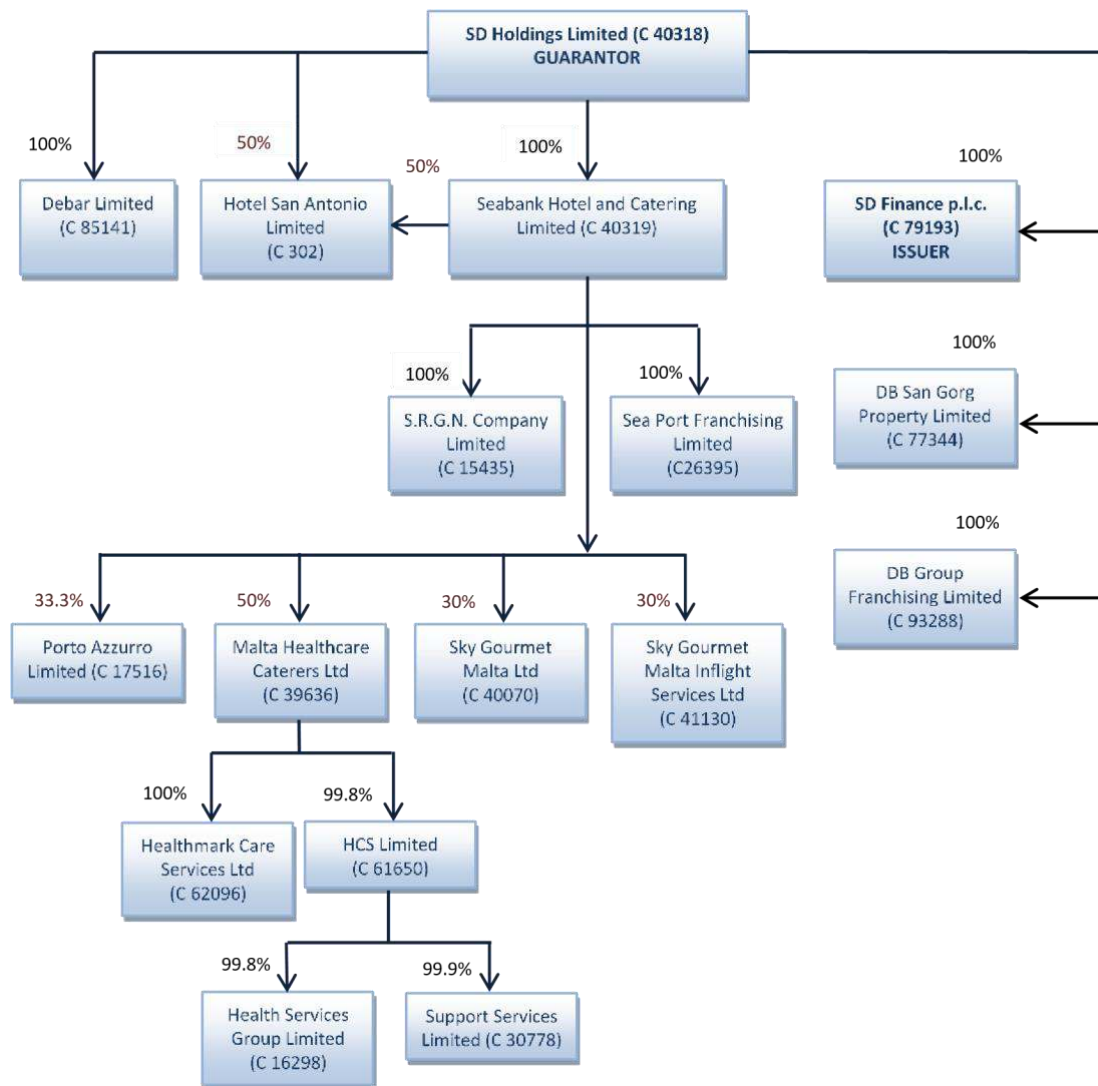 SD Holdings Limited (C 40318)
GUARANTOR
100%
50%
50%
100%
100%
Debar Limited
(C 85141)
Hotel San Antonio
Limited
(C 302)
Seabank Hotel and Catering
Limited (C 40319)
SD Finance p.l.c.
(C 79193)
ISSUER
100%
100%
100%
S.R.G.N. Company
Limited
(C 15435)
Sea Port Franchising
Limited
(C26395)
DB San Gorg
Property Limited
(C 77344)
100%
DB Group
Franchising Limited
(C 93288)
33.3%
50%
30%
30%
Porto Azzurro
Limited (C 17516)
Malta Healthcare
Caterers Ltd
(C 39636)
Sky Gourmet
Malta Ltd
(C 40070)
Sky Gourmet
Malta Inflight
Services Ltd
(C 41130)
100%
99.8%
Healthmark Care
Services Ltd
(C 62096)
HCS Limited
(C 61650)
99.8%
99.9%
Health Services
Group Limited
(C 16298)
Support Services
Limited (C 30778)